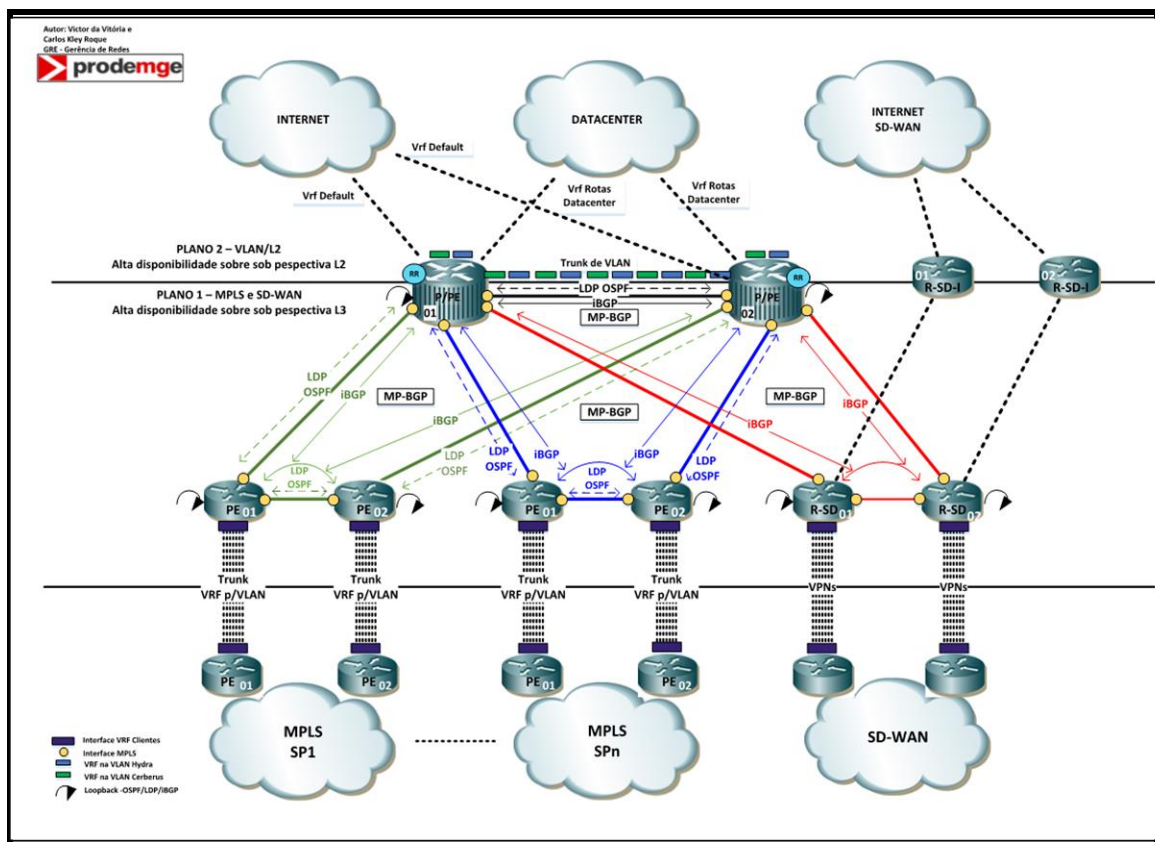 Autor: Victor da Vitória e
Carlos Kley Roque
GRE - Gerência de Redes
prodemge
INTERNET
DATACENTER
INTERNET
SD-WAN
Vrf Default
Vrf Default
Vrf Rotas
Datacenter
Vrf Rotas
Datacenter
PLANO 2 – VLAN/L2
Alta disponibilidade sobre sob pespectiva L2
PLANO 1 – MPLS e SD-WAN
Alta disponibilidade sobre sob pespectiva L3
RR
P/PE
01
Trunk de VLAN
LDP OSPF
iBGP
MP-BGP
RR
P/PE
02
01
R-SD-I
02
R-SD-I
LDP
OSPF
iBGP
MP-BGP
iBGP
LDP
OSPF
LDP
OSPF
iBGP
MP-BGP
iBGP
LDP
OSPF
MP-BGP
iBGP
iBGP
LDP
OSPF
LDP
OSPF
PE 01
PE 02
PE 01
PE 02
R-SD 01
R-SD 02
Trunk
VRF p/VLAN
Trunk
VRF p/VLAN
Trunk
VRF p/VLAN
Trunk
VRF p/VLAN
VPNs
VPNs
PE 01
PE 02
PE 01
PE 02
MPLS
SP1
MPLS
SPn
SD-WAN
Interface VRF Clientes
Interface MPLS
VRF na VLAN Hydra
VRF na VLAN Cerberus
Loopback -OSPF/LDP/iBGP